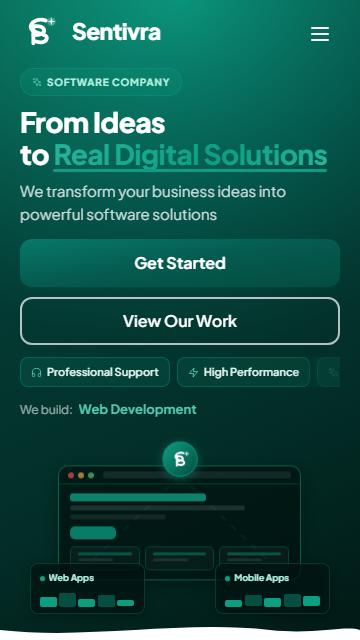 Sentivra
SOFTWARE COMPANY
From Ideas
to Real Digital Solutions
We transform your business ideas into
powerful software solutions
Get Started
View Our Work
Professional Support
High Performance
We build: Web Development
Web Apps
Mobile Apps